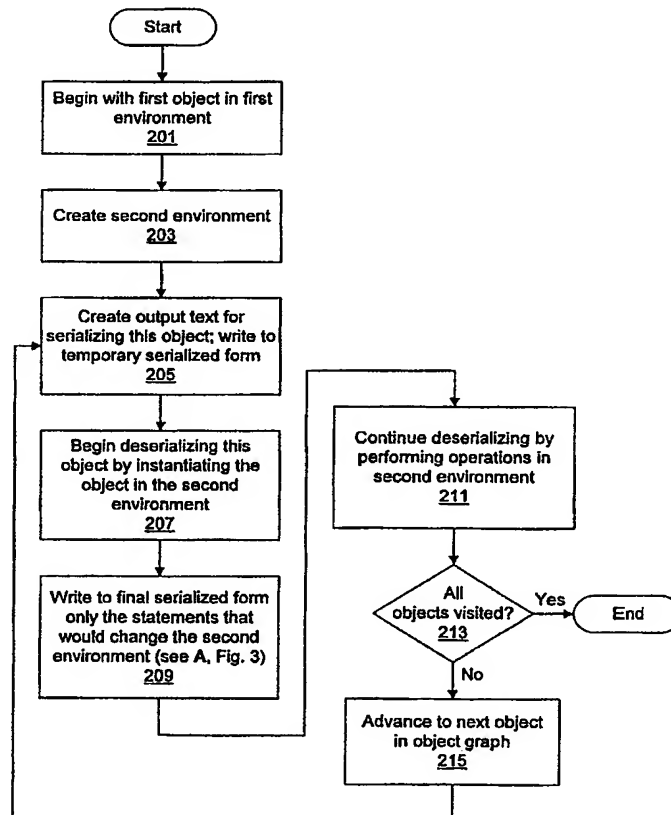 Start
Begin with first object in first
environment
201
Create second environment
203
Create output text for
serializing this object; write to
temporary serialized form
205
Begin deserializing this
object by instantiating the
object in the second
environment
207
Write to final serialized form
only the statements that
would change the second
environment (see A, Fig. 3)
209
Continue deserializing by
performing operations in
second environment
211
All
objects visited?
213
Yes
End
No
Advance to next object
in object graph
215